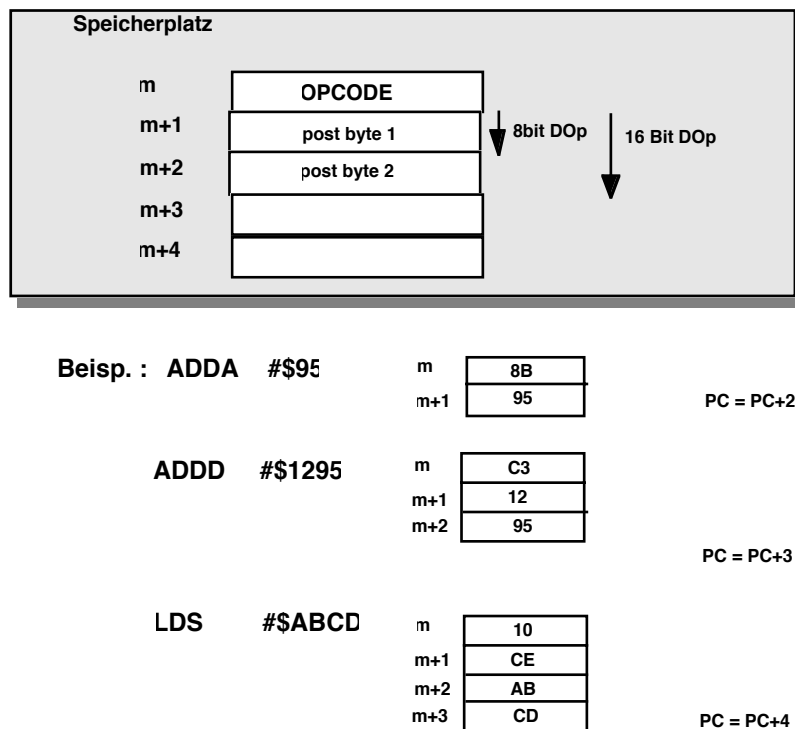 Speicherplatz
m OPCODE
m+1 post byte 1 8bit DOp 16 Bit DOp
m+2 post byte 2
m+3
m+4
Beisp. : ADDA #$95 m 8B
m+1 95 PC = PC+2
ADDD #$1295 m C3
m+1 12
m+2 95
PC = PC+3
LDS #$ABCD m 10
m+1 CE
m+2 AB
m+3 CD PC = PC+4